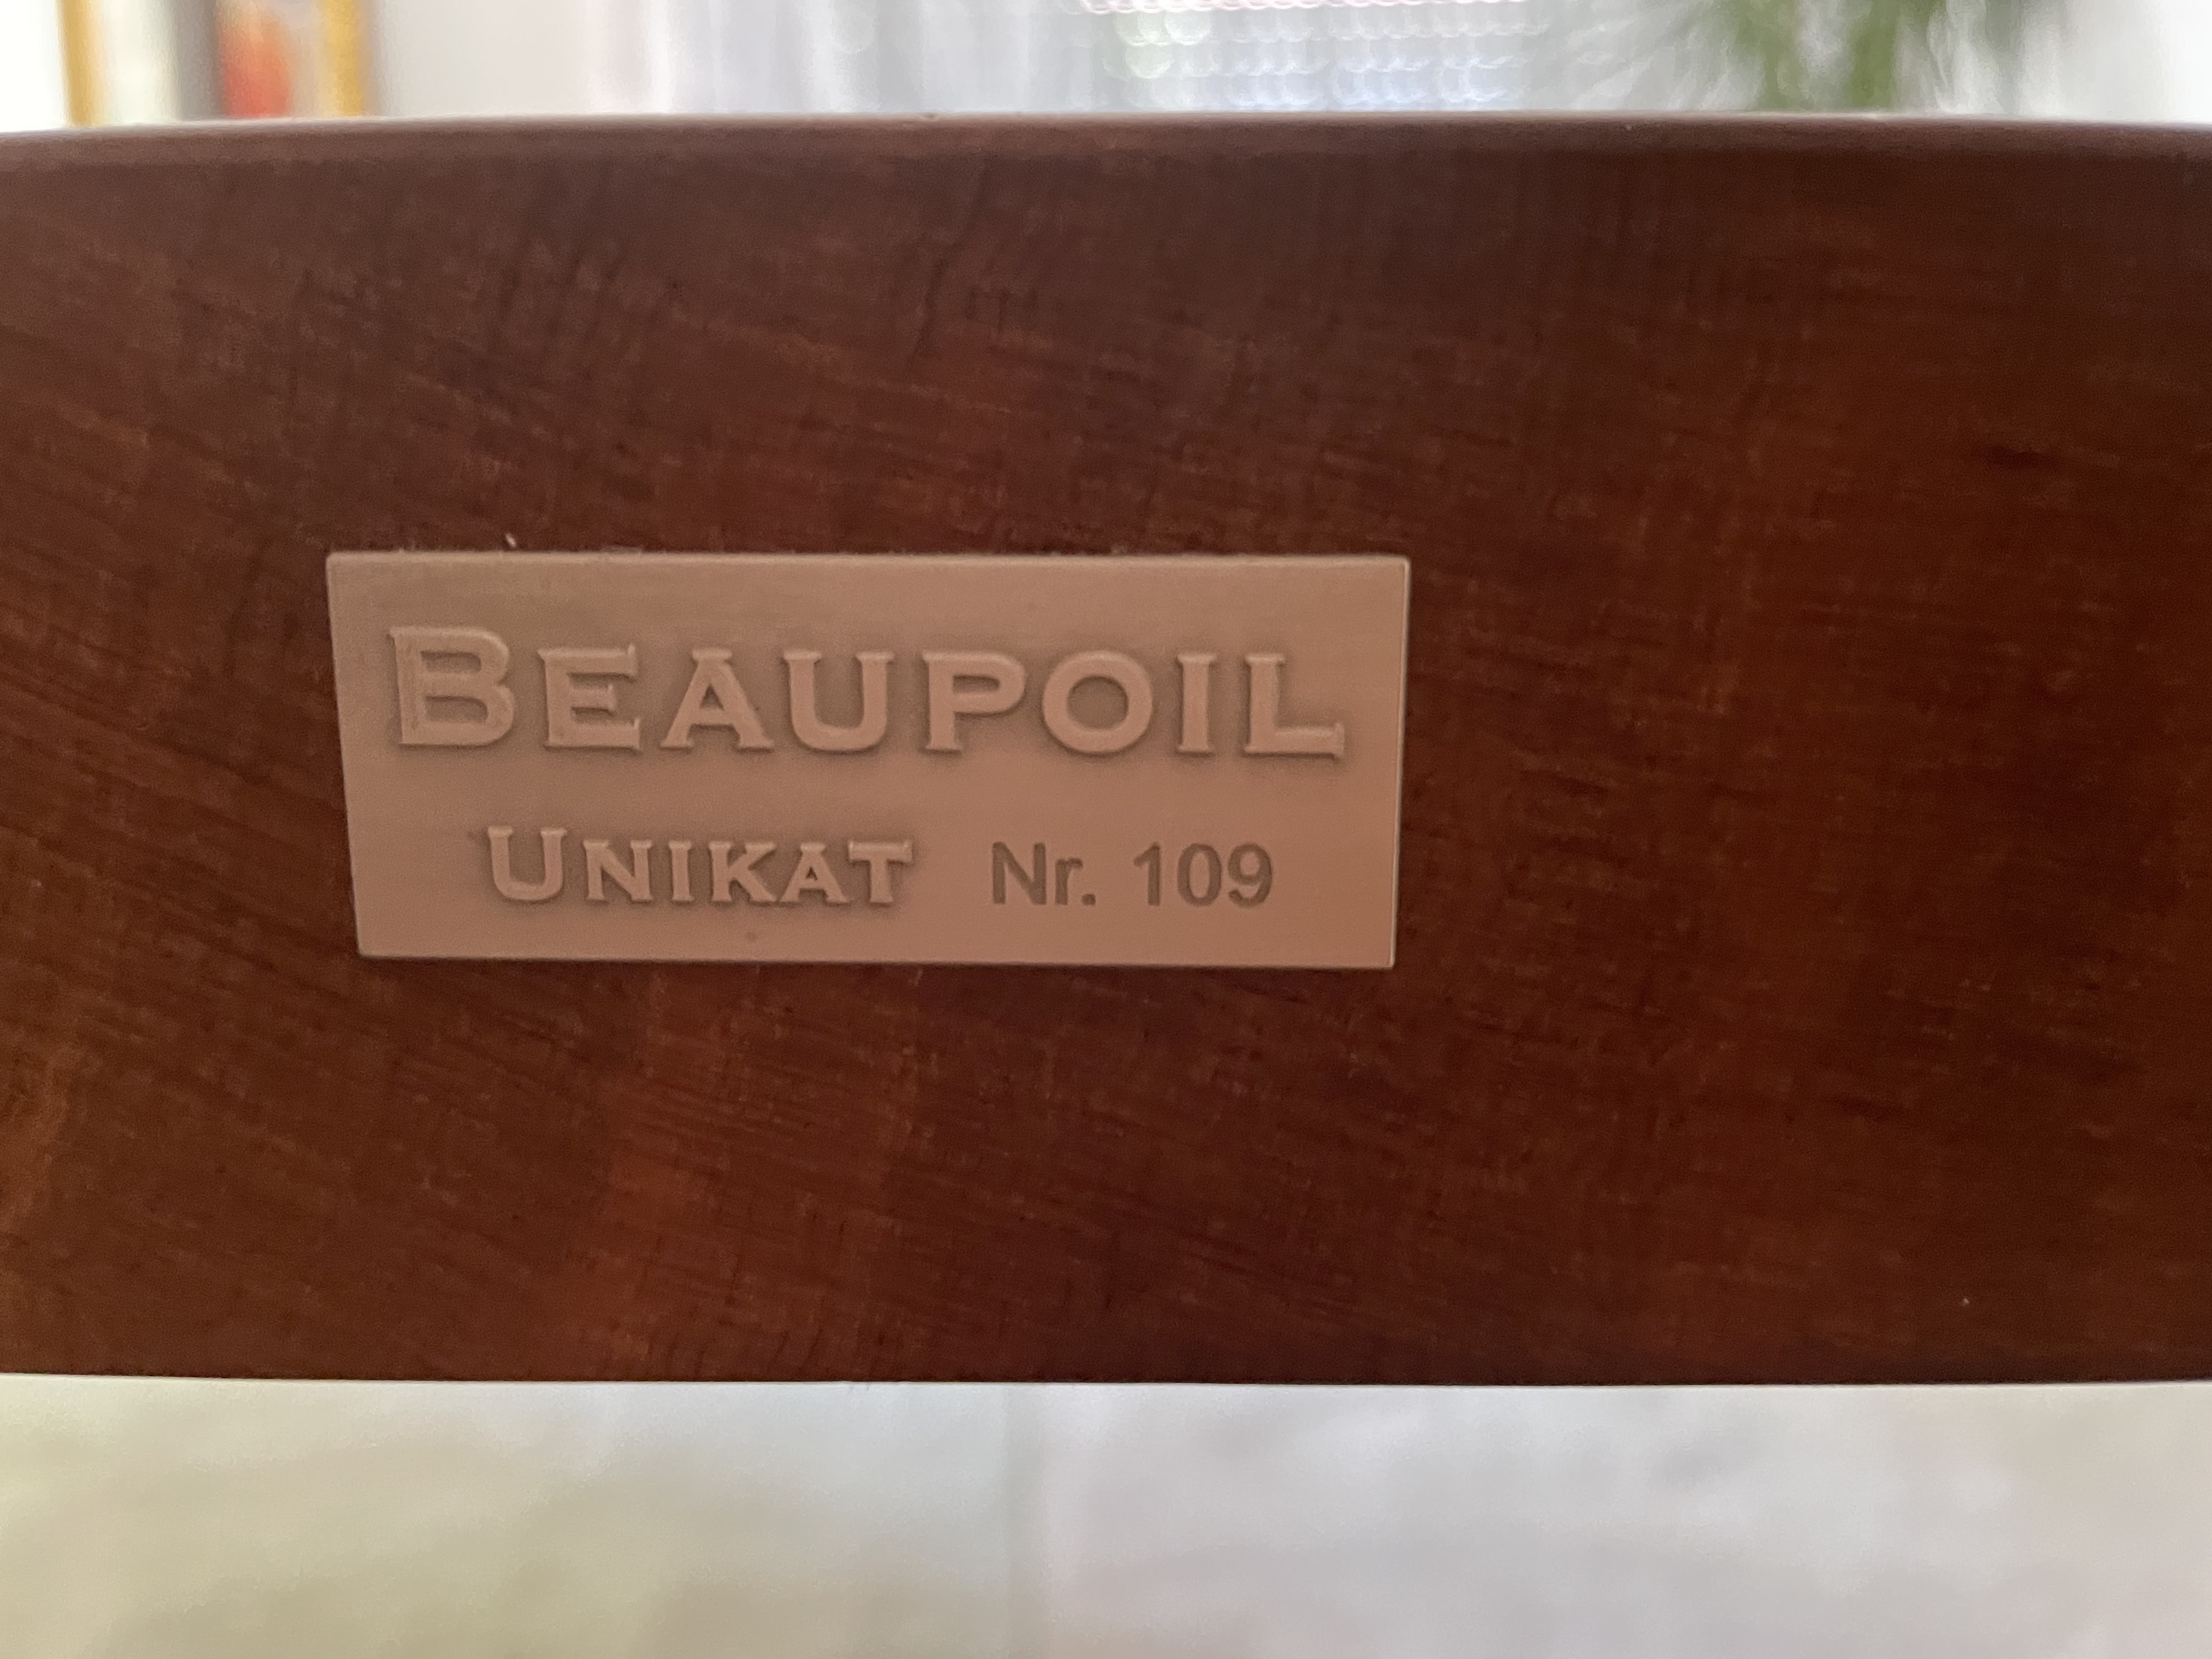 BEAUPOIL
UNIKAT Nr. 109